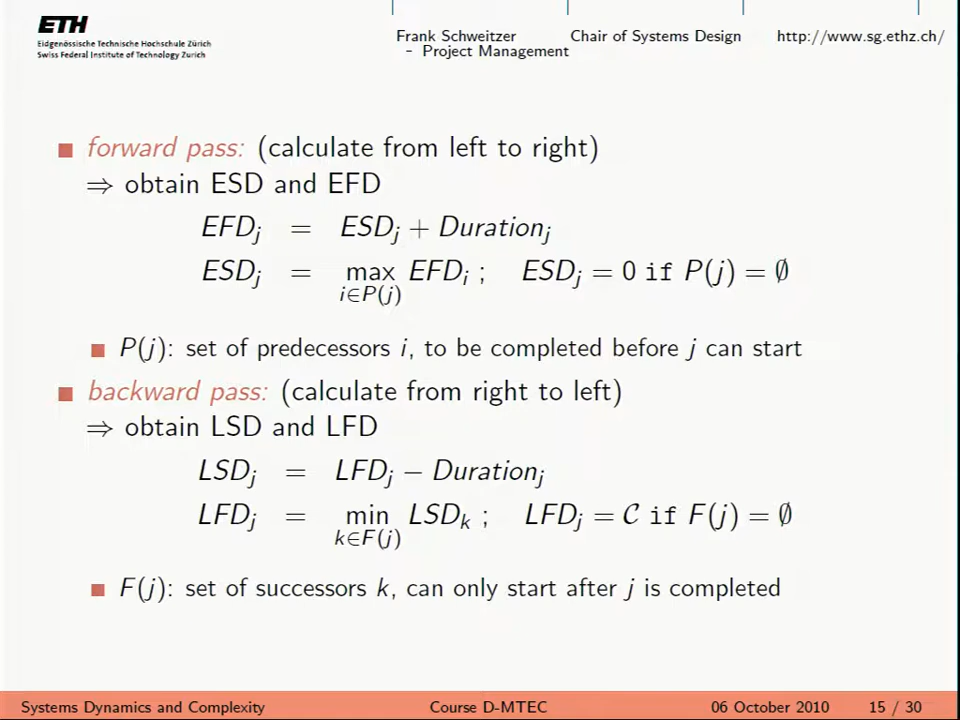 ETH
Eidgenössische Technische Hochschule Zürich
Swiss Federal Institute of Technology Zurich
Frank Schweitzer
– Project Management
Chair of Systems Design
http://www.sg.ethz.ch/
forward pass: (calculate from left to right)
⇒ obtain ESD and EFD
EFD_j = ESD_j + Duration_j
ESD_j = max_{i∈P(j)} EFD_i ; ESD_j = 0 if P(j) = ∅
P(j): set of predecessors i, to be completed before j can start
backward pass: (calculate from right to left)
⇒ obtain LSD and LFD
LSD_j = LFD_j − Duration_j
LFD_j = min_{k∈F(j)} LSD_k ; LFD_j = C if F(j) = ∅
F(j): set of successors k, can only start after j is completed
Systems Dynamics and Complexity
Course D-MTEC
06 October 2010
15 / 30